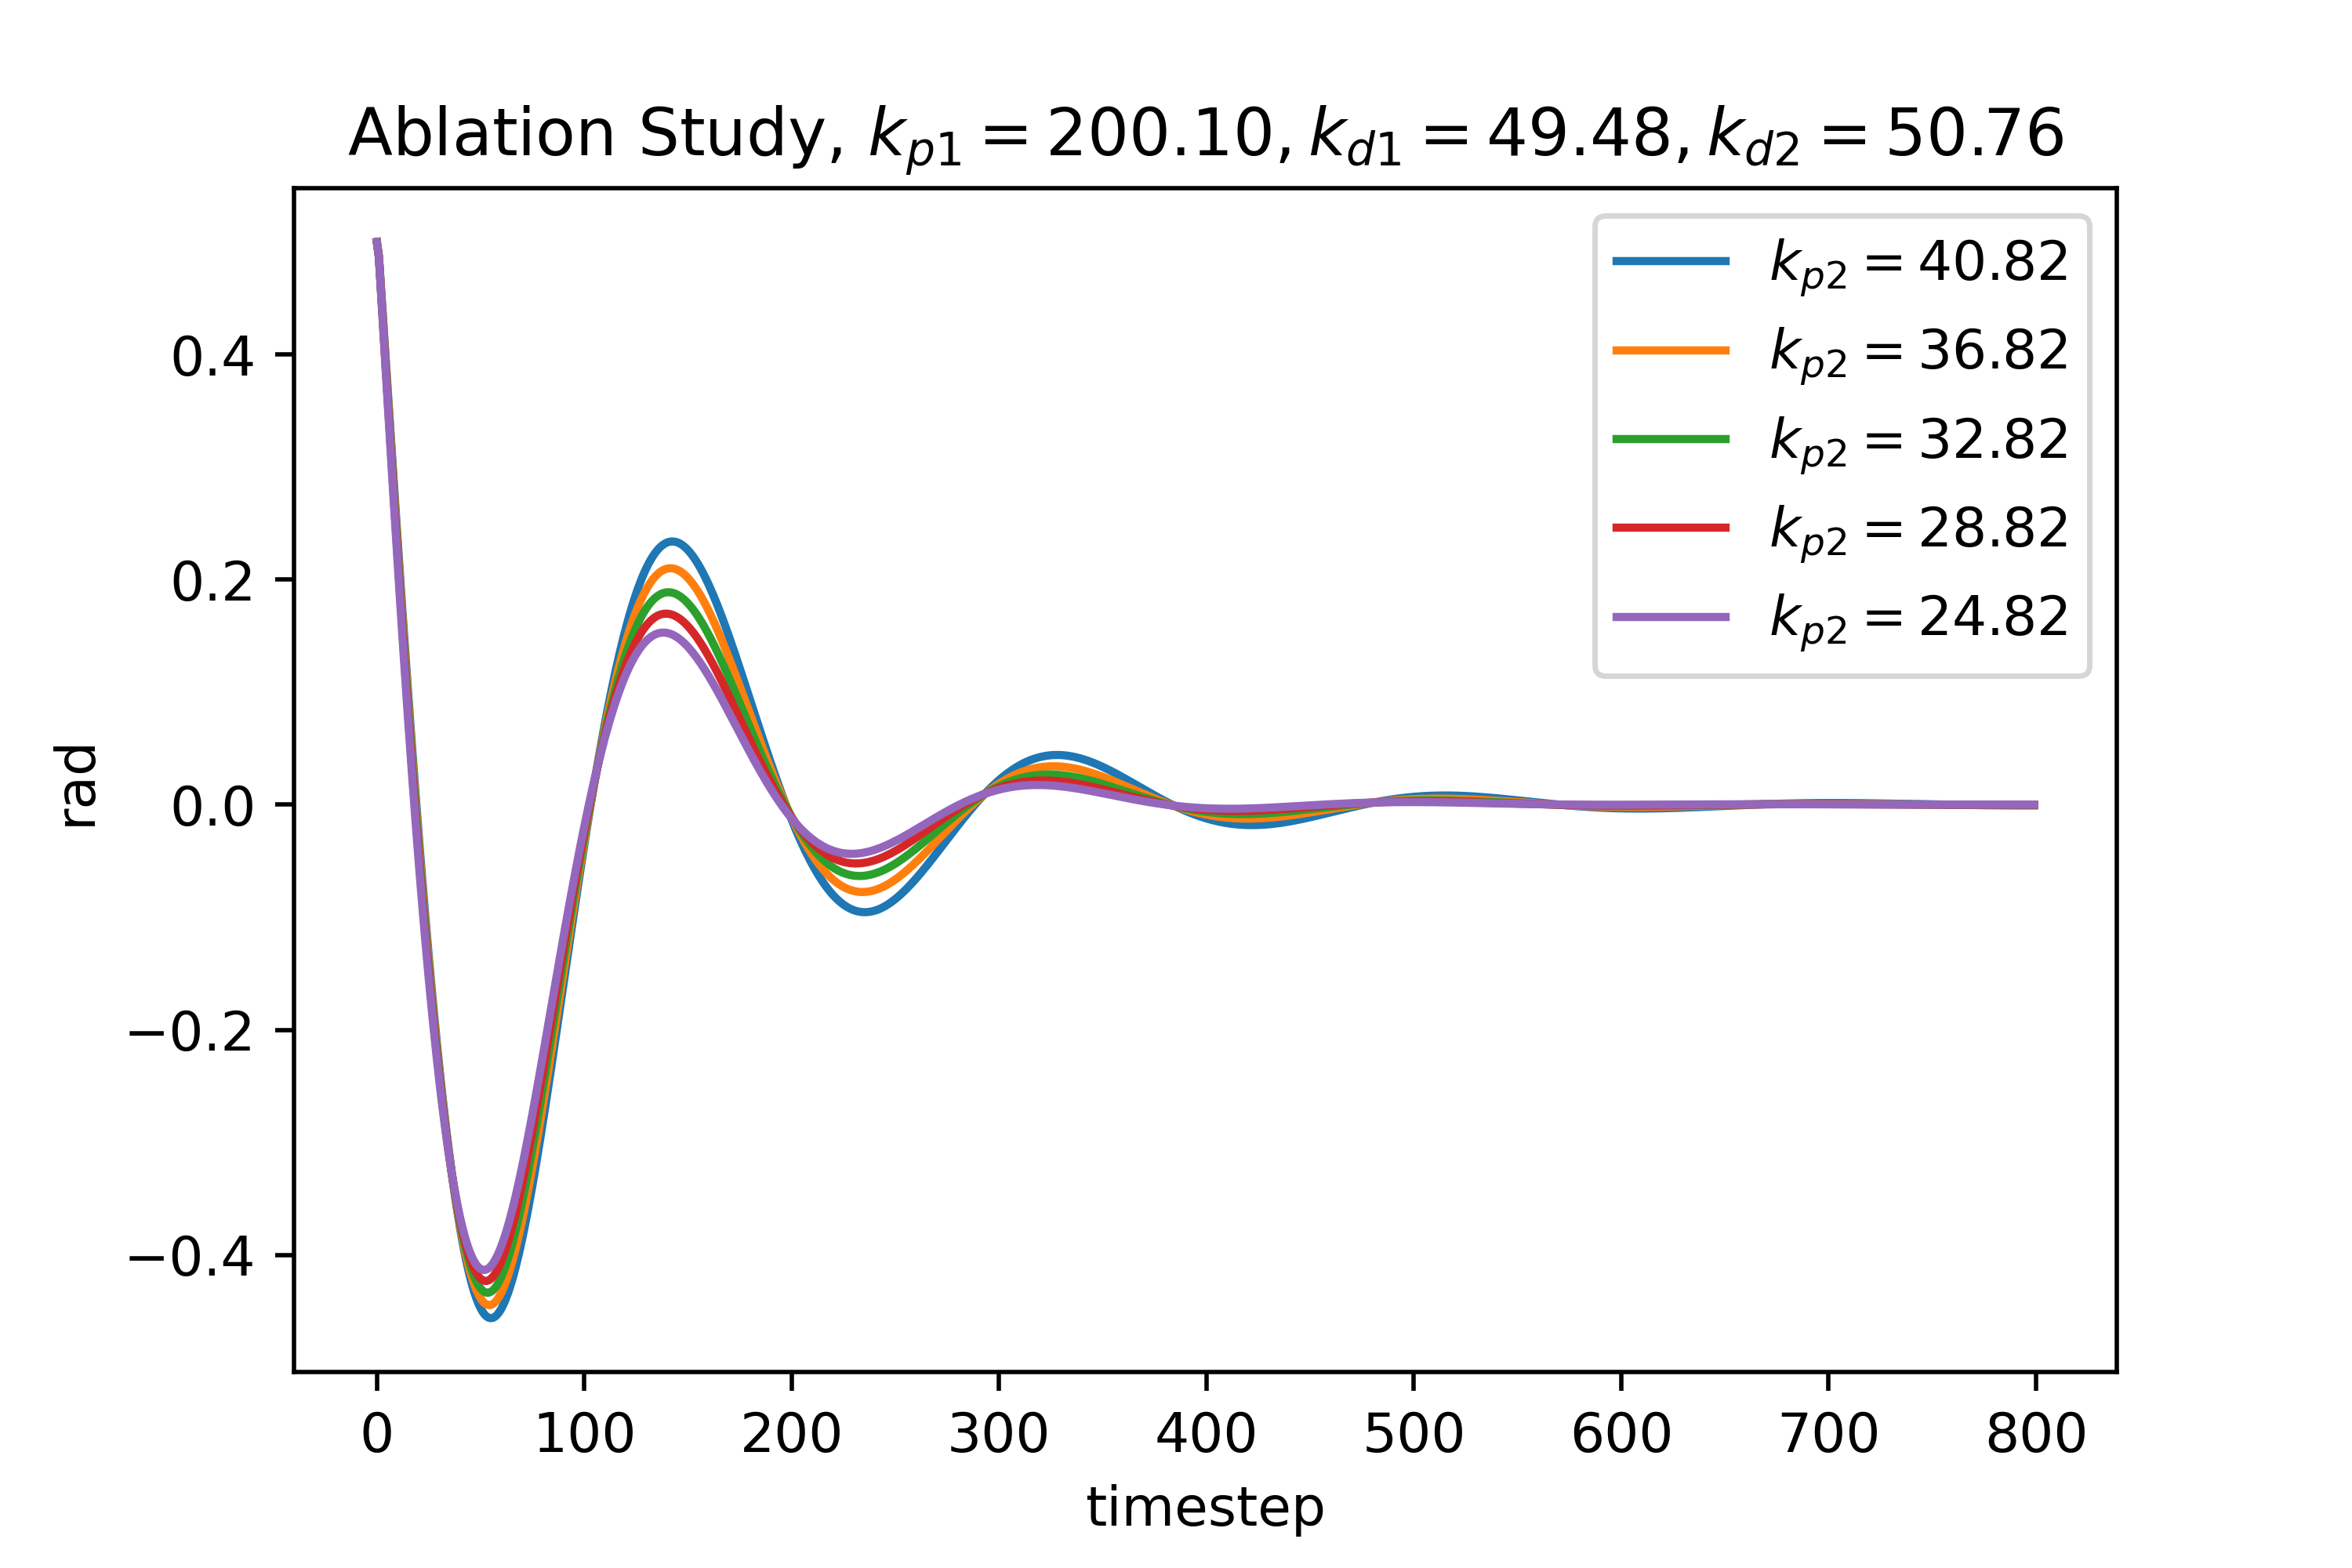 Ablation Study, k_{p1} = 200.10, k_{d1} = 49.48, k_{d2} = 50.76
k_{p2} = 40.82
k_{p2} = 36.82
k_{p2} = 32.82
k_{p2} = 28.82
k_{p2} = 24.82
rad
0.4
0.2
0.0
−0.2
−0.4
0 100 200 300 400 500 600 700 800
timestep